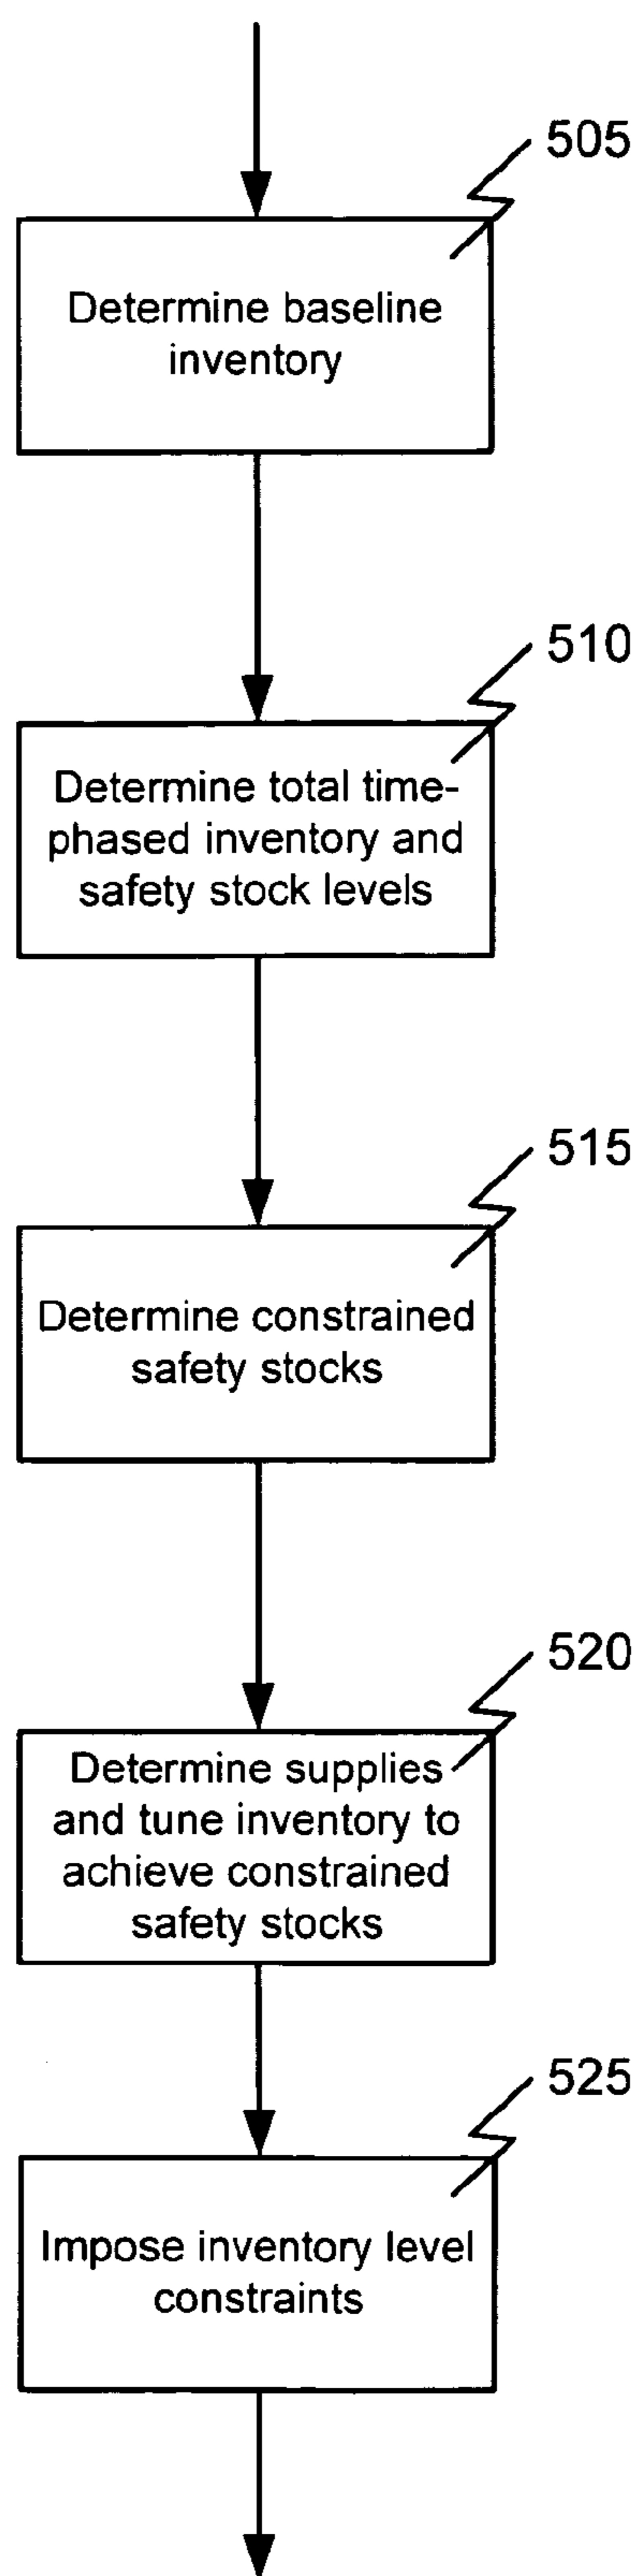 505
Determine baseline
inventory
510
Determine total time-
phased inventory and
safety stock levels
515
Determine constrained
safety stocks
520
Determine supplies
and tune inventory to
achieve constrained
safety stocks
525
Impose inventory level
constraints